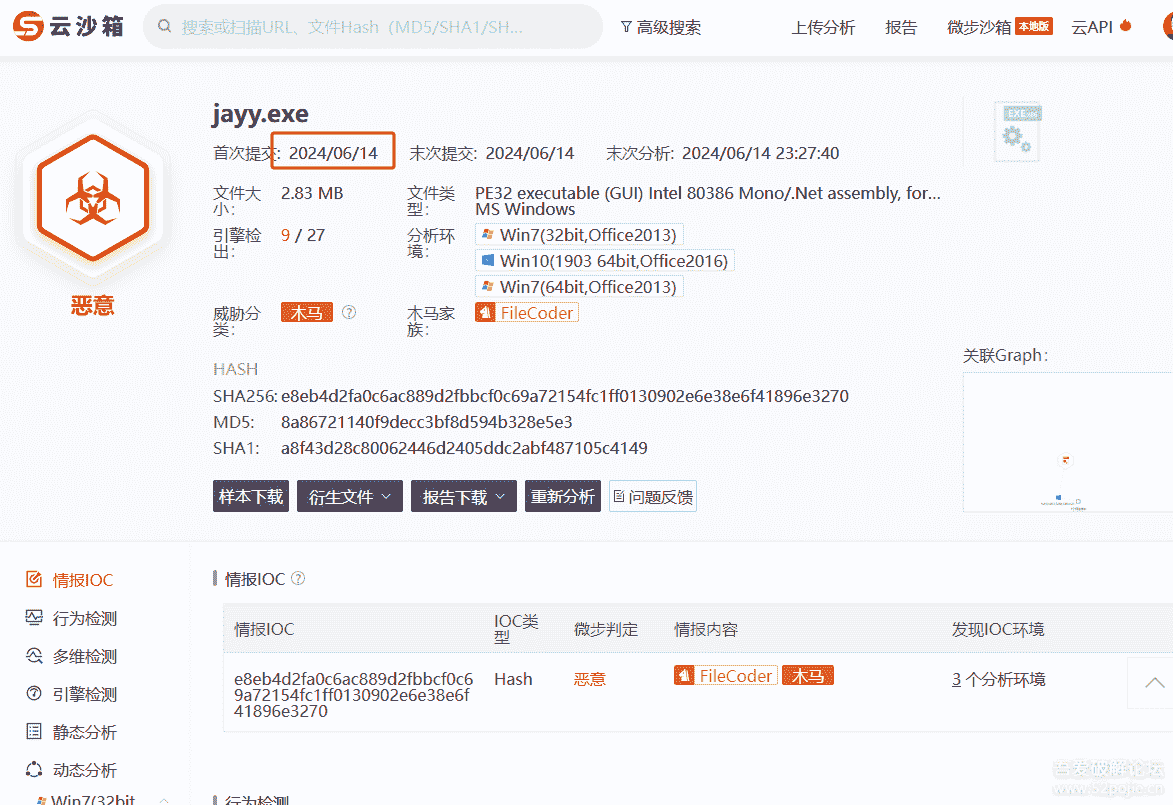 云沙箱
搜索或扫描URL、文件Hash（MD5/SHA1/SH...
高级搜索
上传分析
报告
微步沙箱 本地版
云API
jayy.exe
首次提交: 2024/06/14 末次提交: 2024/06/14 末次分析: 2024/06/14 23:27:40
文件大小: 2.83 MB
文件类型: PE32 executable (GUI) Intel 80386 Mono/.Net assembly, for...
MS Windows
引擎检出: 9 / 27
分析环境: Win7(32bit,Office2013)
Win10(1903 64bit,Office2016)
Win7(64bit,Office2013)
恶意
威胁分类: 木马
木马家族: FileCoder
关联Graph:
HASH
SHA256: e8eb4d2fa0c6ac889d2fbbcf0c69a72154fc1ff0130902e6e38e6f41896e3270
MD5: 8a86721140f9decc3bf8d594b328e5e3
SHA1: a8f43d28c80062446d2405ddc2abf487105c4149
样本下载 衍生文件 报告下载 重新分析 问题反馈
情报IOC
行为检测
多维检测
引擎检测
静态分析
动态分析
Win7(32bit
情报IOC
情报IOC IOC类型 微步判定 情报内容 发现IOC环境
e8eb4d2fa0c6ac889d2fbbcf0c6
9a72154fc1ff0130902e6e38e6f
41896e3270
Hash 恶意 FileCoder 木马 3 个分析环境
行为检测
吾爱破解论坛
www.52pojie.cn